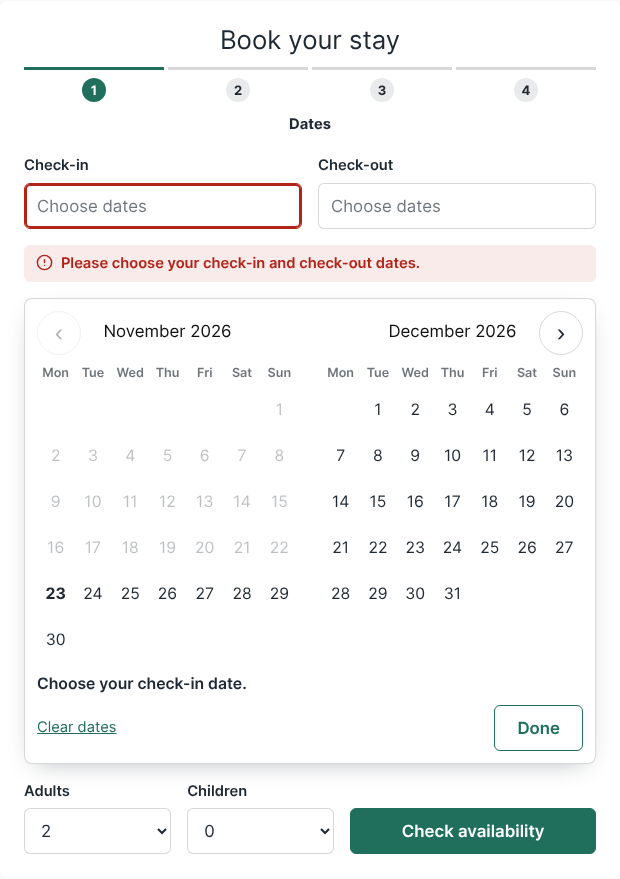 Book your stay
1 2 3 4
Dates
Check-in Check-out
Choose dates Choose dates
Please choose your check-in and check-out dates.
‹ November 2026 December 2026 ›
Mon Tue Wed Thu Fri Sat Sun Mon Tue Wed Thu Fri Sat Sun
1 1 2 3 4 5 6
2 3 4 5 6 7 8 7 8 9 10 11 12 13
9 10 11 12 13 14 15 14 15 16 17 18 19 20
16 17 18 19 20 21 22 21 22 23 24 25 26 27
23 24 25 26 27 28 29 28 29 30 31
30
Choose your check-in date.
Clear dates Done
Adults Children
2 0 Check availability